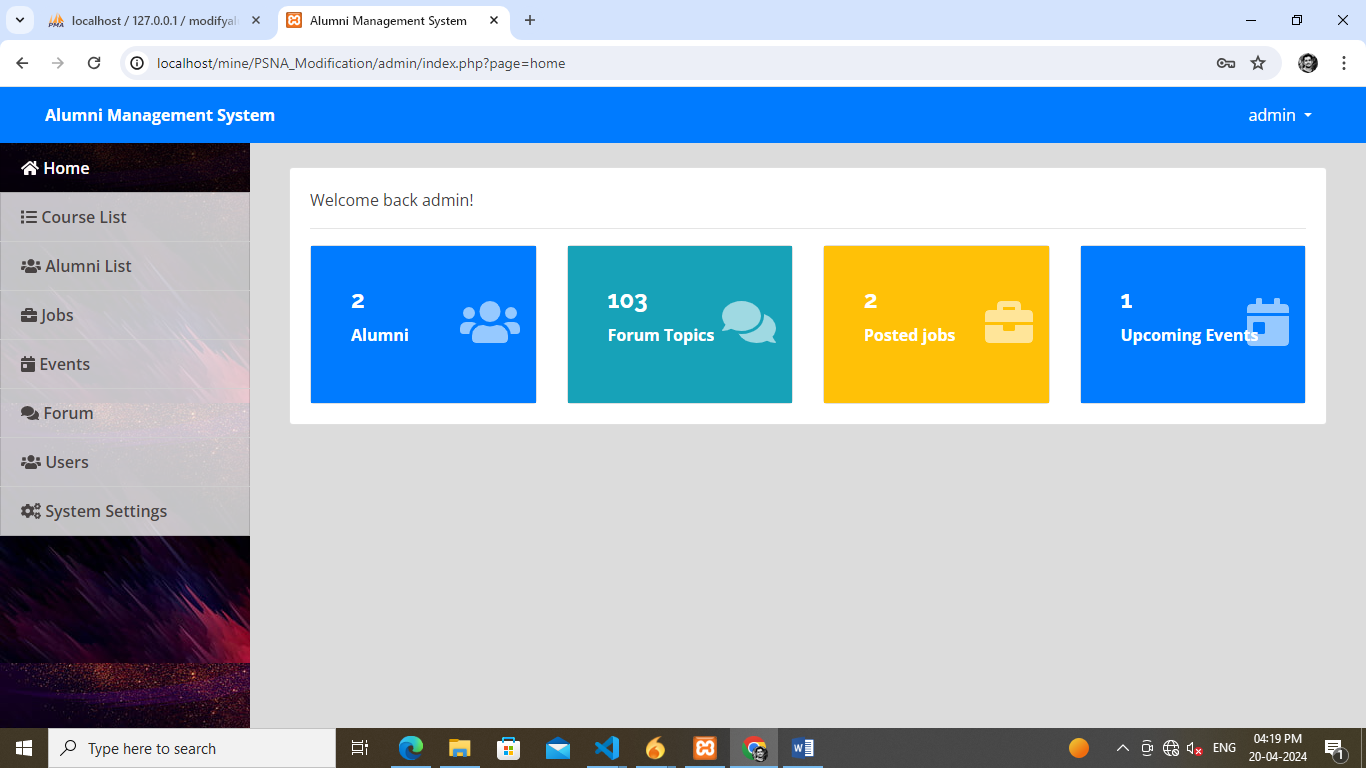 localhost / 127.0.0.1 / modifyal
Alumni Management System
localhost/mine/PSNA_Modification/admin/index.php?page=home
Alumni Management System
admin
Home
Course List
Alumni List
Jobs
Events
Forum
Users
System Settings
Welcome back admin!
2
Alumni
103
Forum Topics
2
Posted jobs
1
Upcoming Events
Type here to search
ENG
04:19 PM
20-04-2024
1